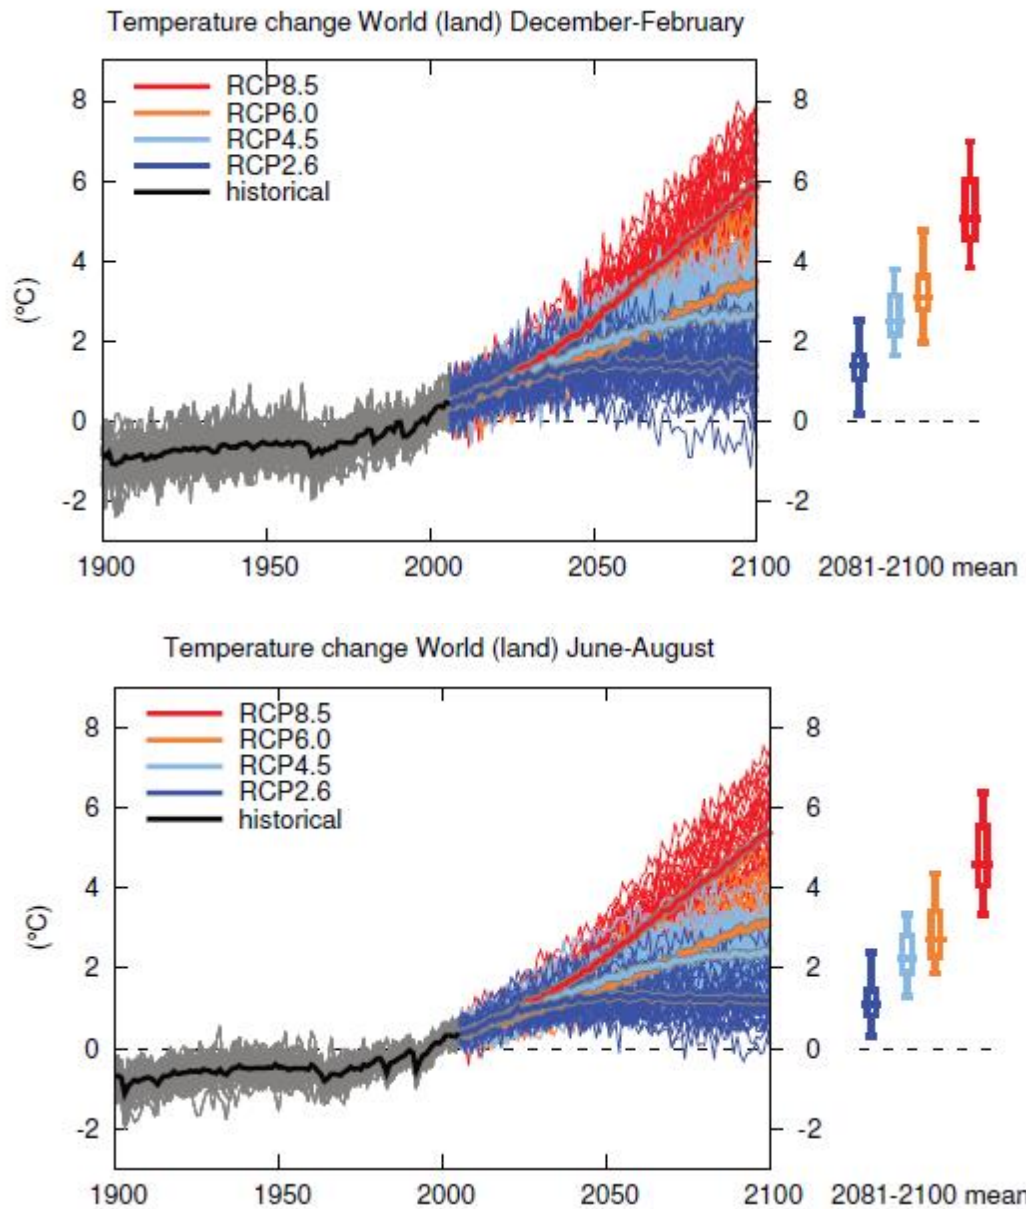 Temperature change World (land) December-February
RCP8.5
RCP6.0
RCP4.5
RCP2.6
historical
(°C)
8 8
6 6
4 4
2 2
0 0
-2 -2
1900 1950 2000 2050 2100 2081-2100 mean
Temperature change World (land) June-August
RCP8.5
RCP6.0
RCP4.5
RCP2.6
historical
(°C)
8 8
6 6
4 4
2 2
0 0
-2 -2
1900 1950 2000 2050 2100 2081-2100 mean